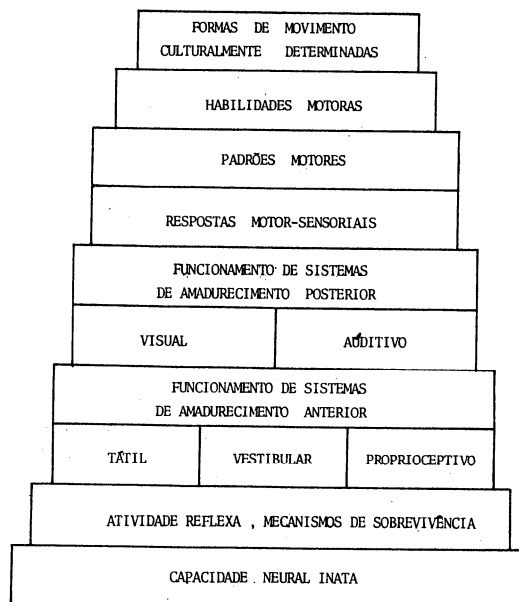 FORMAS DE MOVIMENTO
CULTURALMENTE DETERMINADAS
HABILIDADES MOTORAS
PADRÕES MOTORES
RESPOSTAS MOTOR-SENSORIAIS
FUNCIONAMENTO DE SISTEMAS
DE AMADURECIMENTO POSTERIOR
VISUAL AUDITIVO
FUNCIONAMENTO DE SISTEMAS
DE AMADURECIMENTO ANTERIOR
TÁTIL VESTIBULAR PROPRIOCEPTIVO
ATIVIDADE REFLEXA , MECANISMOS DE SOBREVIVÊNCIA
CAPACIDADE NEURAL INATA